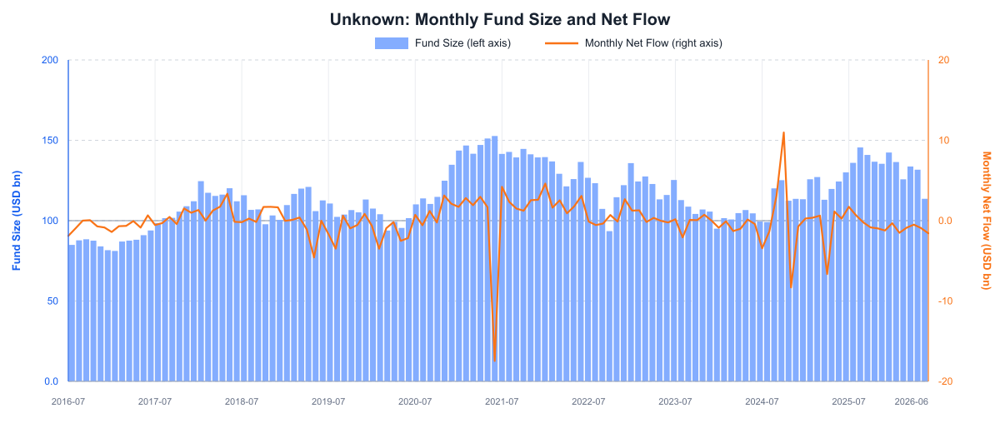 Unknown: Monthly Fund Size and Net Flow
Fund Size (left axis) Monthly Net Flow (right axis)
200 20
150 10
100 0.0
50 -10
0.0 -20
Fund Size (USD bn)
Monthly Net Flow (USD bn)
2016-07 2017-07 2018-07 2019-07 2020-07 2021-07 2022-07 2023-07 2024-07 2025-07 2026-06